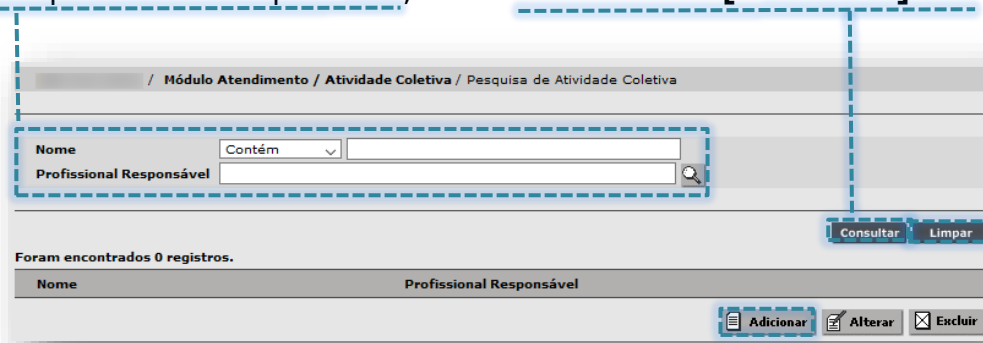 / Módulo Atendimento / Atividade Coletiva / Pesquisa de Atividade Coletiva
Nome Contém
Profissional Responsável
Consultar Limpar
Foram encontrados 0 registros.
Nome Profissional Responsável
Adicionar Alterar Excluir